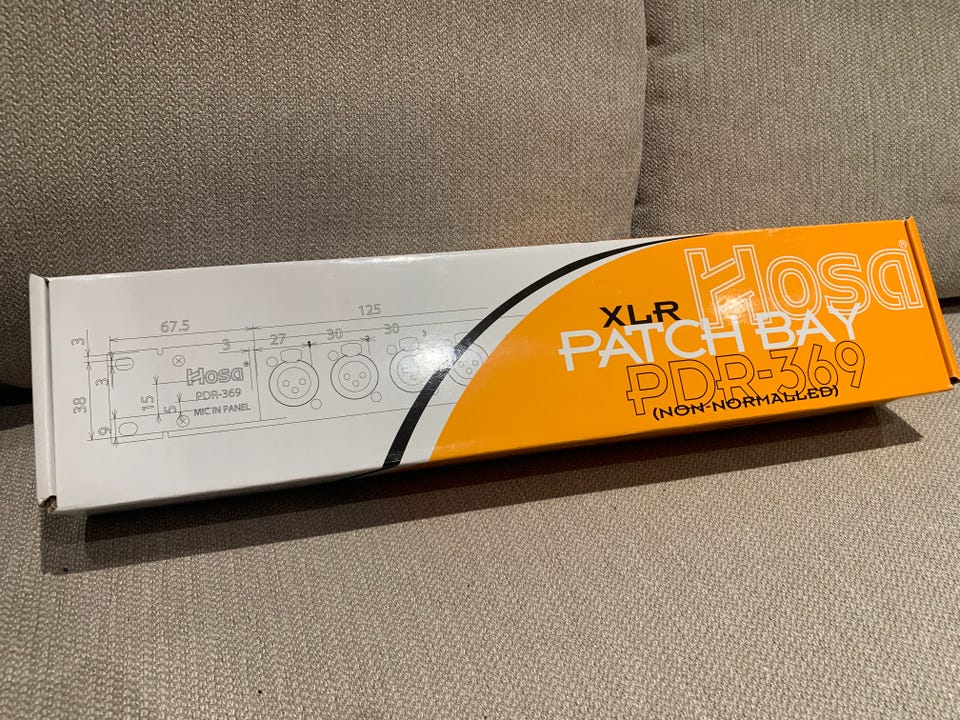 67.5
125
3
3
27
30
30
3
3
38
15
5
9
Hosa®
PDR-369
MIC IN PANEL
Hosa®
XLR
PATCH BAY
PDR-369
(NON-NORMALLED)